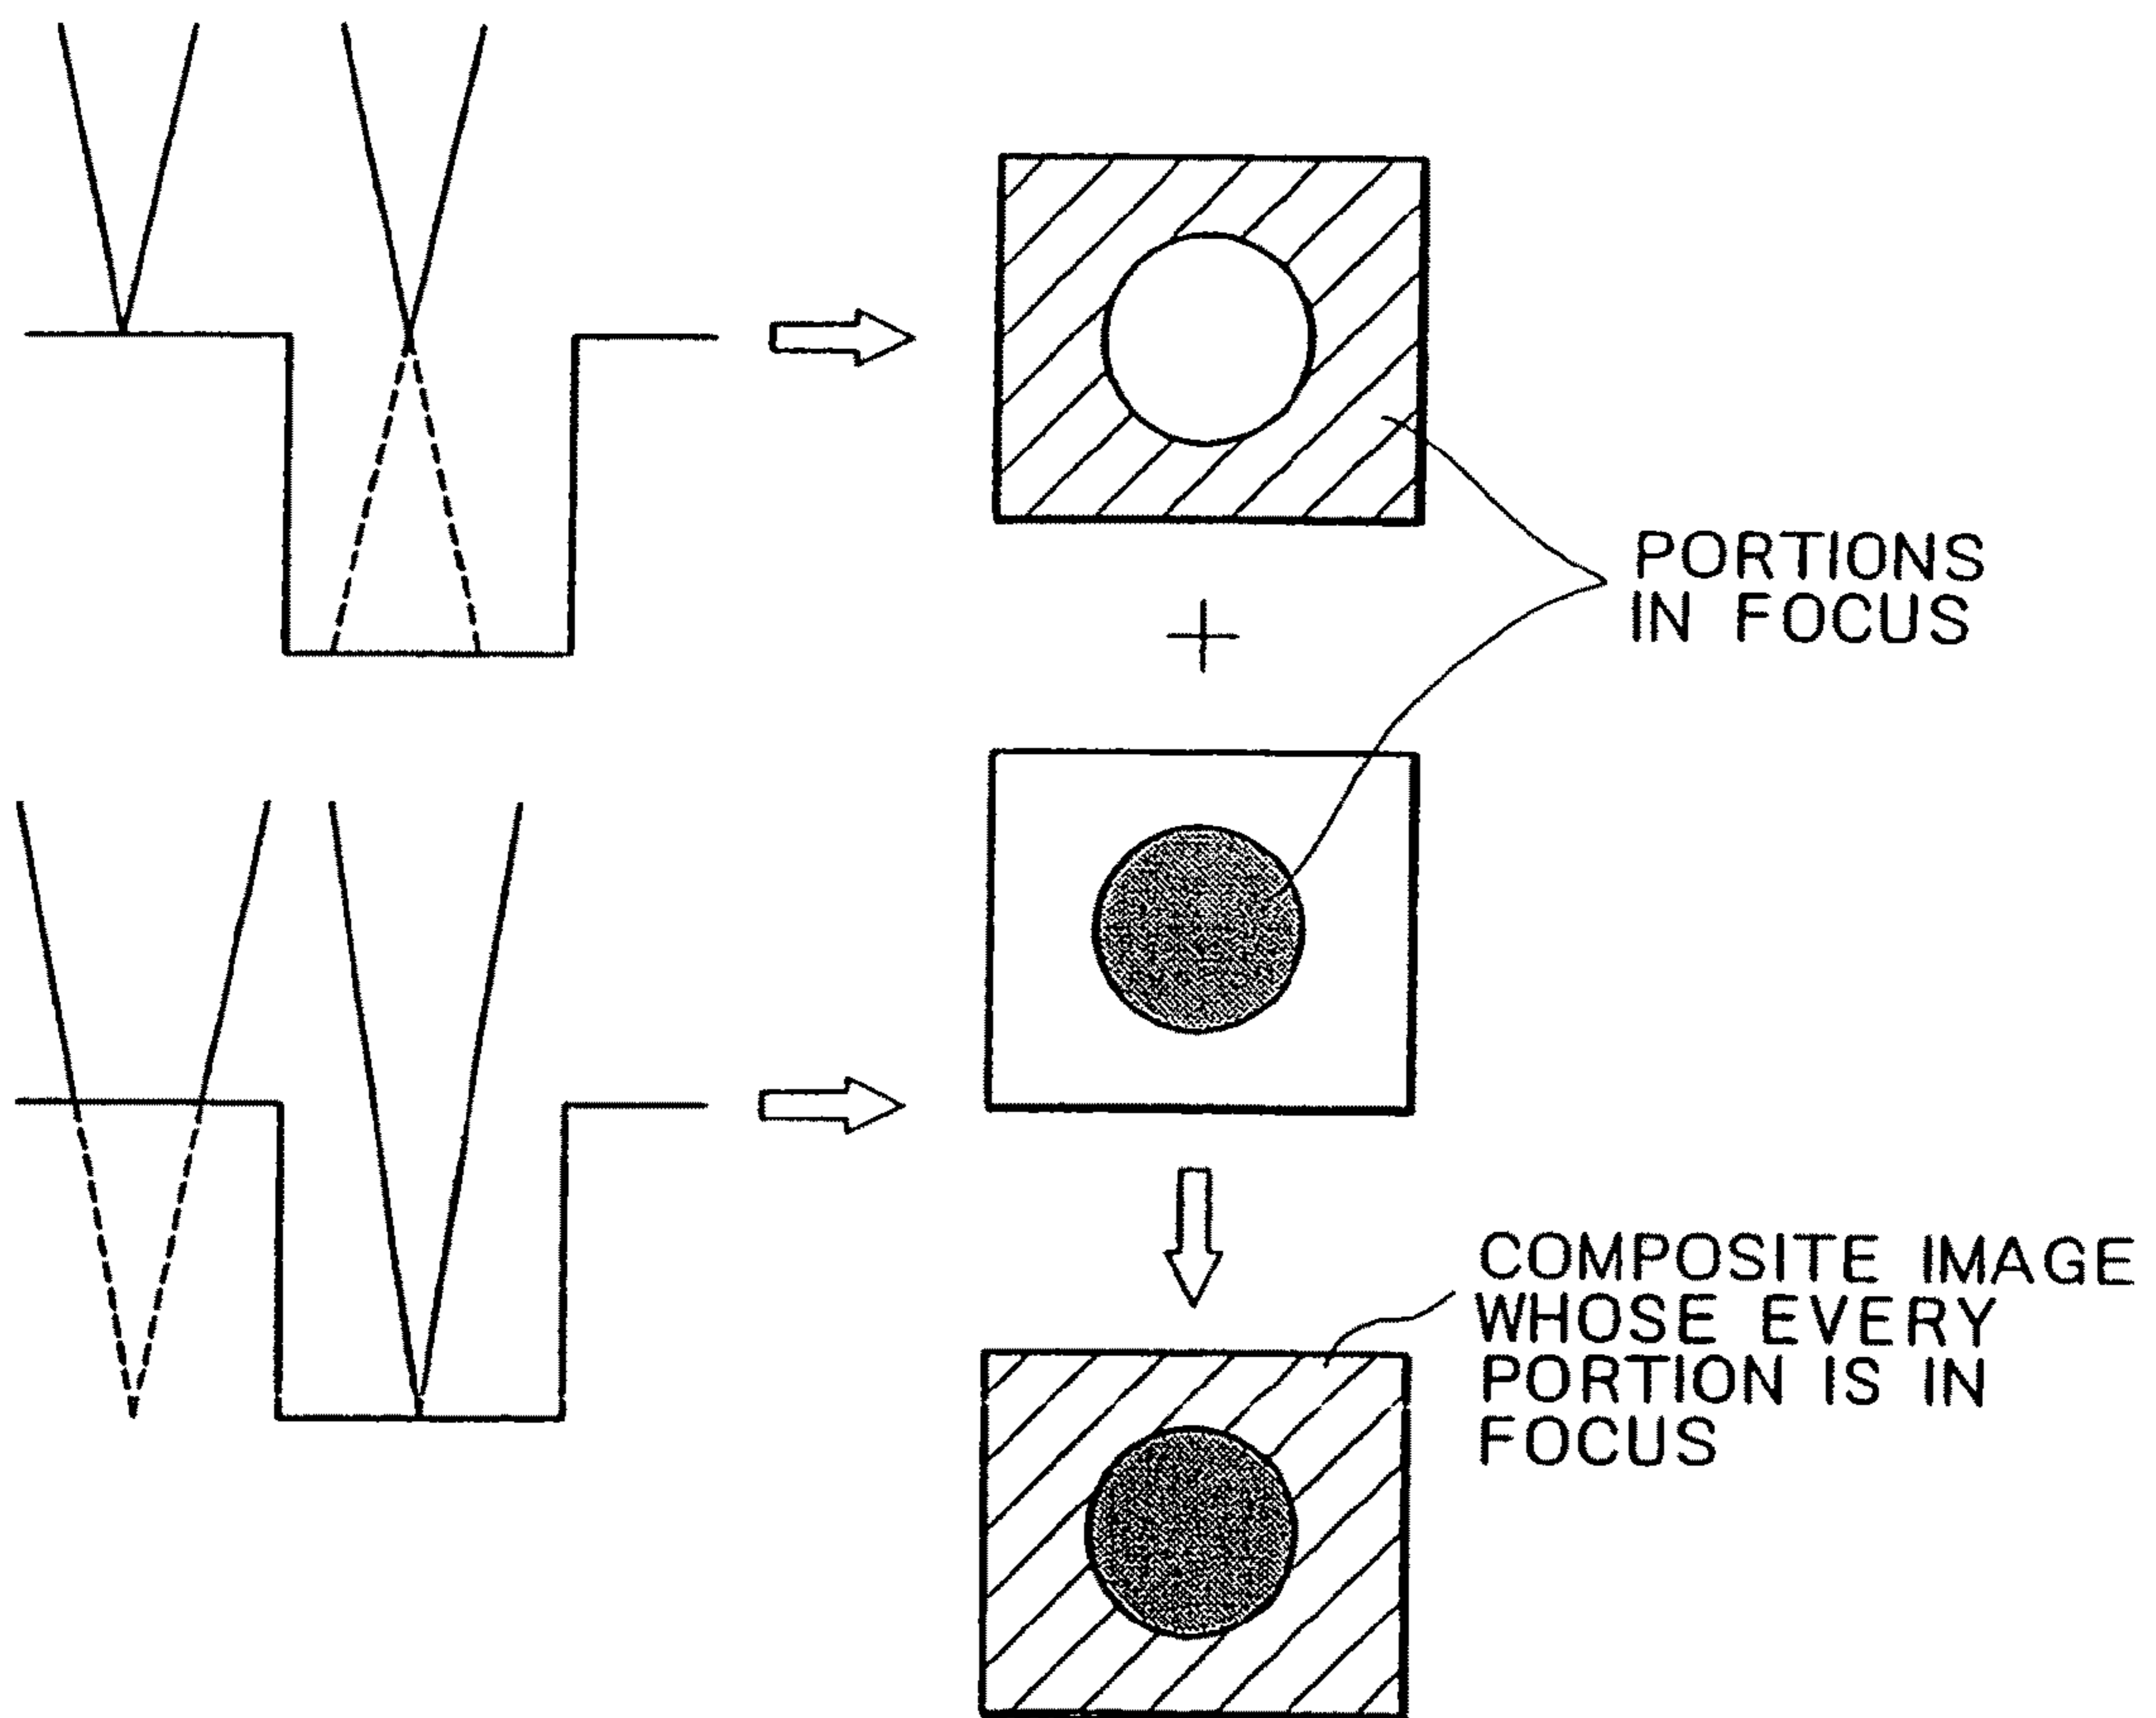 PORTIONS
IN FOCUS
COMPOSITE IMAGE
WHOSE EVERY
PORTION IS IN
FOCUS